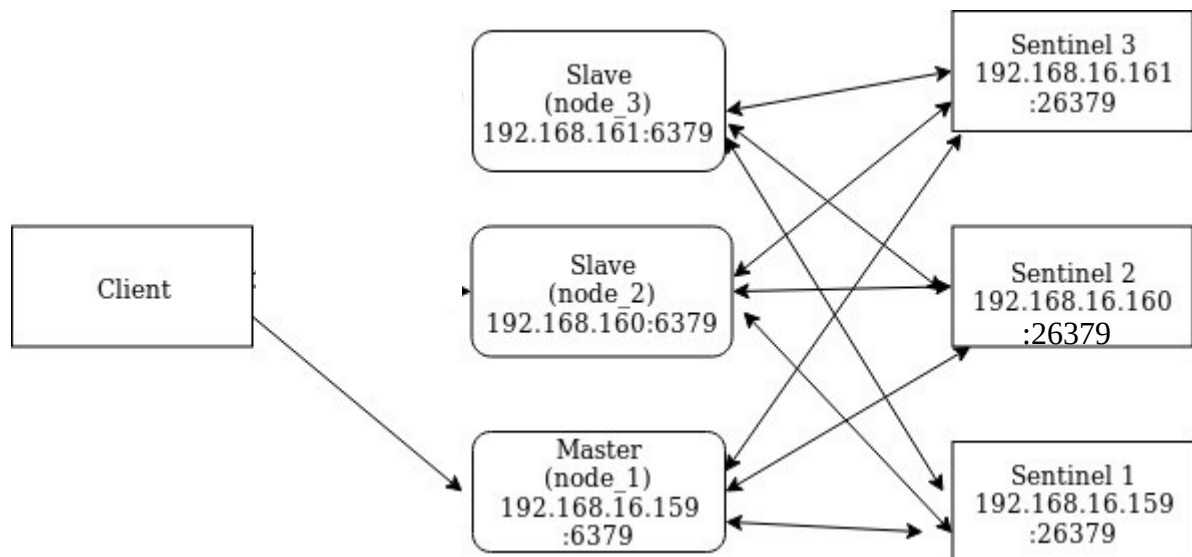 Slave
(node_3)
192.168.161:6379
Sentinel 3
192.168.16.161
:26379
Client
Slave
(node_2)
192.168.160:6379
Sentinel 2
192.168.16.160
:26379
Master
(node_1)
192.168.16.159
:6379
Sentinel 1
192.168.16.159
:26379